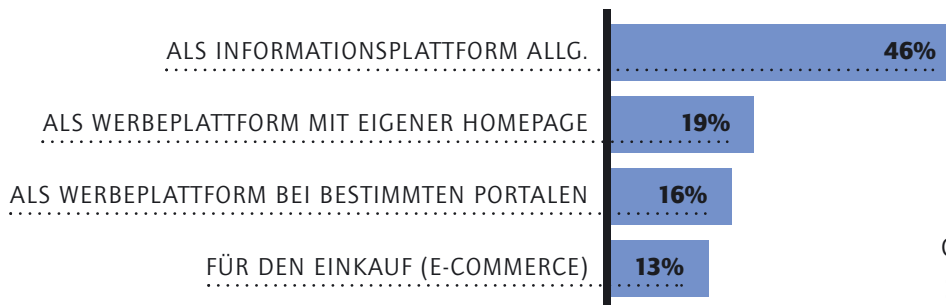 ALS INFORMATIONSPLATTFORM ALLG. 46%
ALS WERBEPLATTFORM MIT EIGENER HOMEPAGE 19%
ALS WERBEPLATTFORM BEI BESTIMMTEN PORTALEN 16%
FÜR DEN EINKAUF (E-COMMERCE) 13%